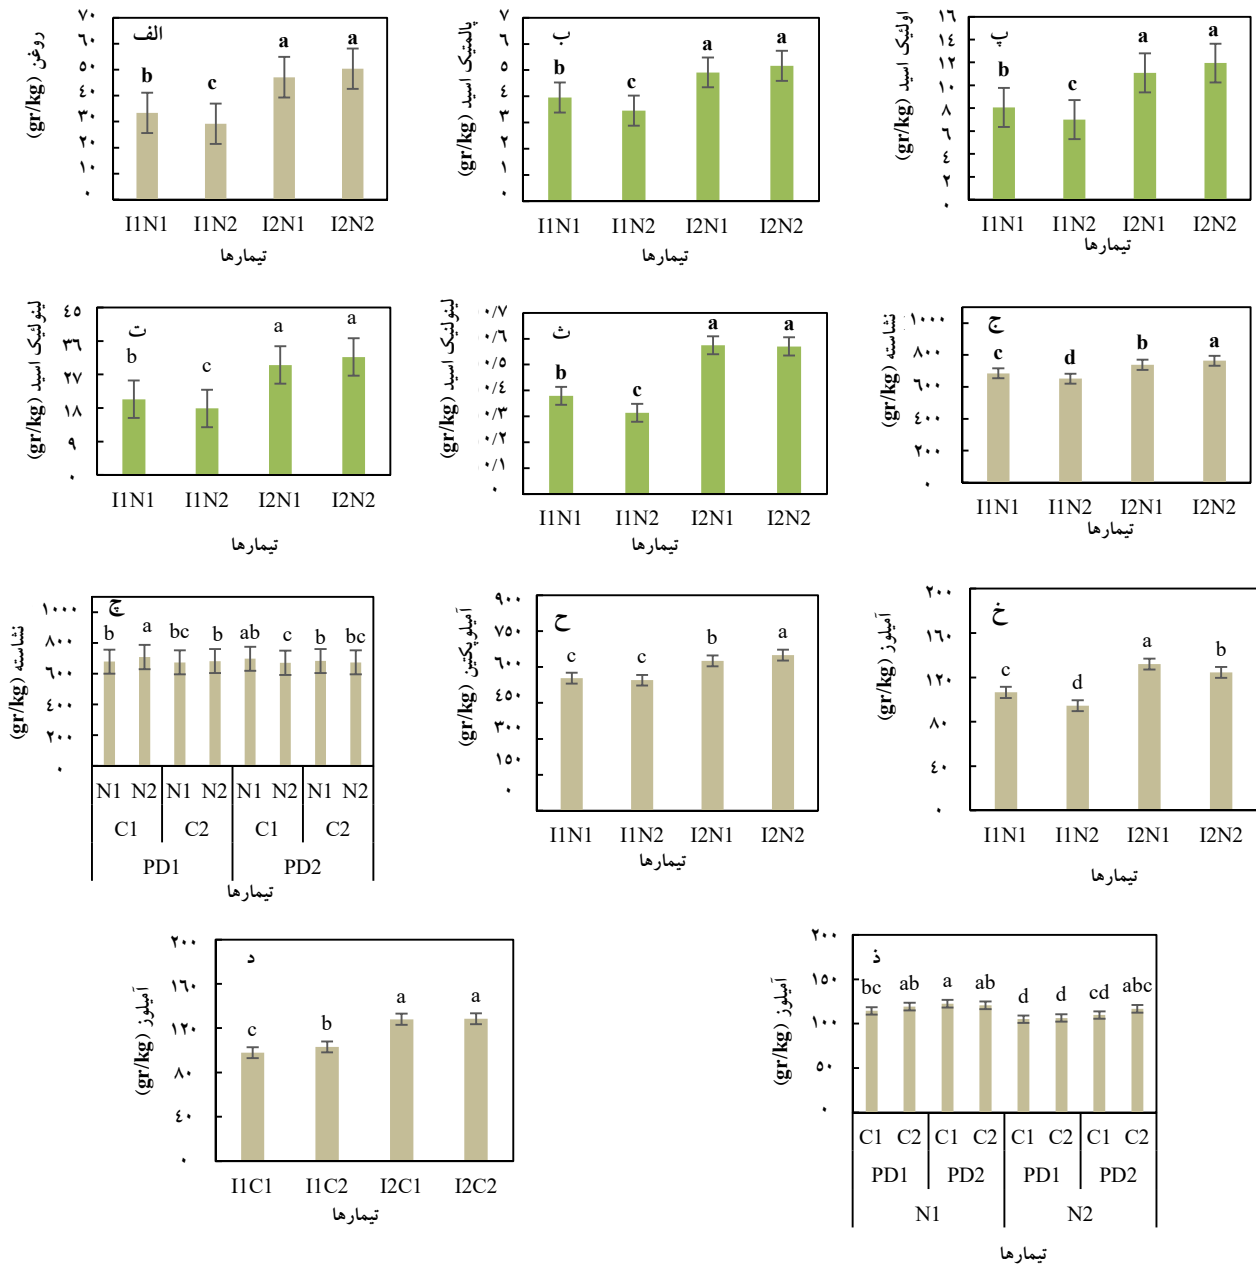 الف
روغن (gr/kg)
۷۰
۶۰
۵۰
۴۰
۳۰
۲۰
۱۰
۰
b c a a
I1N1 I1N2 I2N1 I2N2
تیمارها
ب
پالمتیک اسید (gr/kg)
۷
۶
۵
۴
۳
۲
۱
۰
b c a a
I1N1 I1N2 I2N1 I2N2
تیمارها
پ
اولئیک اسید (gr/kg)
۱۶
۱۴
۱۲
۱۰
۸
۶
۴
۲
۰
b c a a
I1N1 I1N2 I2N1 I2N2
تیمارها
ت
لینولئیک اسید (gr/kg)
۴۵
۳۶
۲۷
۱۸
۹
۰
b c a a
I1N1 I1N2 I2N1 I2N2
تیمارها
ث
لینولنیک اسید (gr/kg)
۰/۷
۰/۶
۰/۵
۰/۴
۰/۳
۰/۲
۰/۱
۰
b c a a
I1N1 I1N2 I2N1 I2N2
تیمارها
ج
نشاسته (gr/kg)
۱۰۰۰
۸۰۰
۶۰۰
۴۰۰
۲۰۰
۰
c d b a
I1N1 I1N2 I2N1 I2N2
تیمارها
چ
نشاسته (gr/kg)
۱۰۰۰
۸۰۰
۶۰۰
۴۰۰
۲۰۰
۰
b a bc b ab c b bc
N1 N2 N1 N2 N1 N2 N1 N2
C1 C2 C1 C2
PD1 PD2
تیمارها
ح
آمیلوپکتین (gr/kg)
۹۰۰
۷۵۰
۶۰۰
۴۵۰
۳۰۰
۱۵۰
۰
c c b a
I1N1 I1N2 I2N1 I2N2
تیمارها
خ
آمیلوز (gr/kg)
۲۰۰
۱۶۰
۱۲۰
۸۰
۴۰
۰
c d a b
I1N1 I1N2 I2N1 I2N2
تیمارها
د
آمیلوز (gr/kg)
۲۰۰
۱۶۰
۱۲۰
۸۰
۴۰
۰
c b a a
I1C1 I1C2 I2C1 I2C2
تیمارها
ذ
آمیلوز (gr/kg)
۲۰۰
۱۵۰
۱۰۰
۵۰
۰
bc ab a ab d d cd abc
C1 C2 C1 C2 C1 C2 C1 C2
PD1 PD2 PD1 PD2
N1 N2
تیمارها